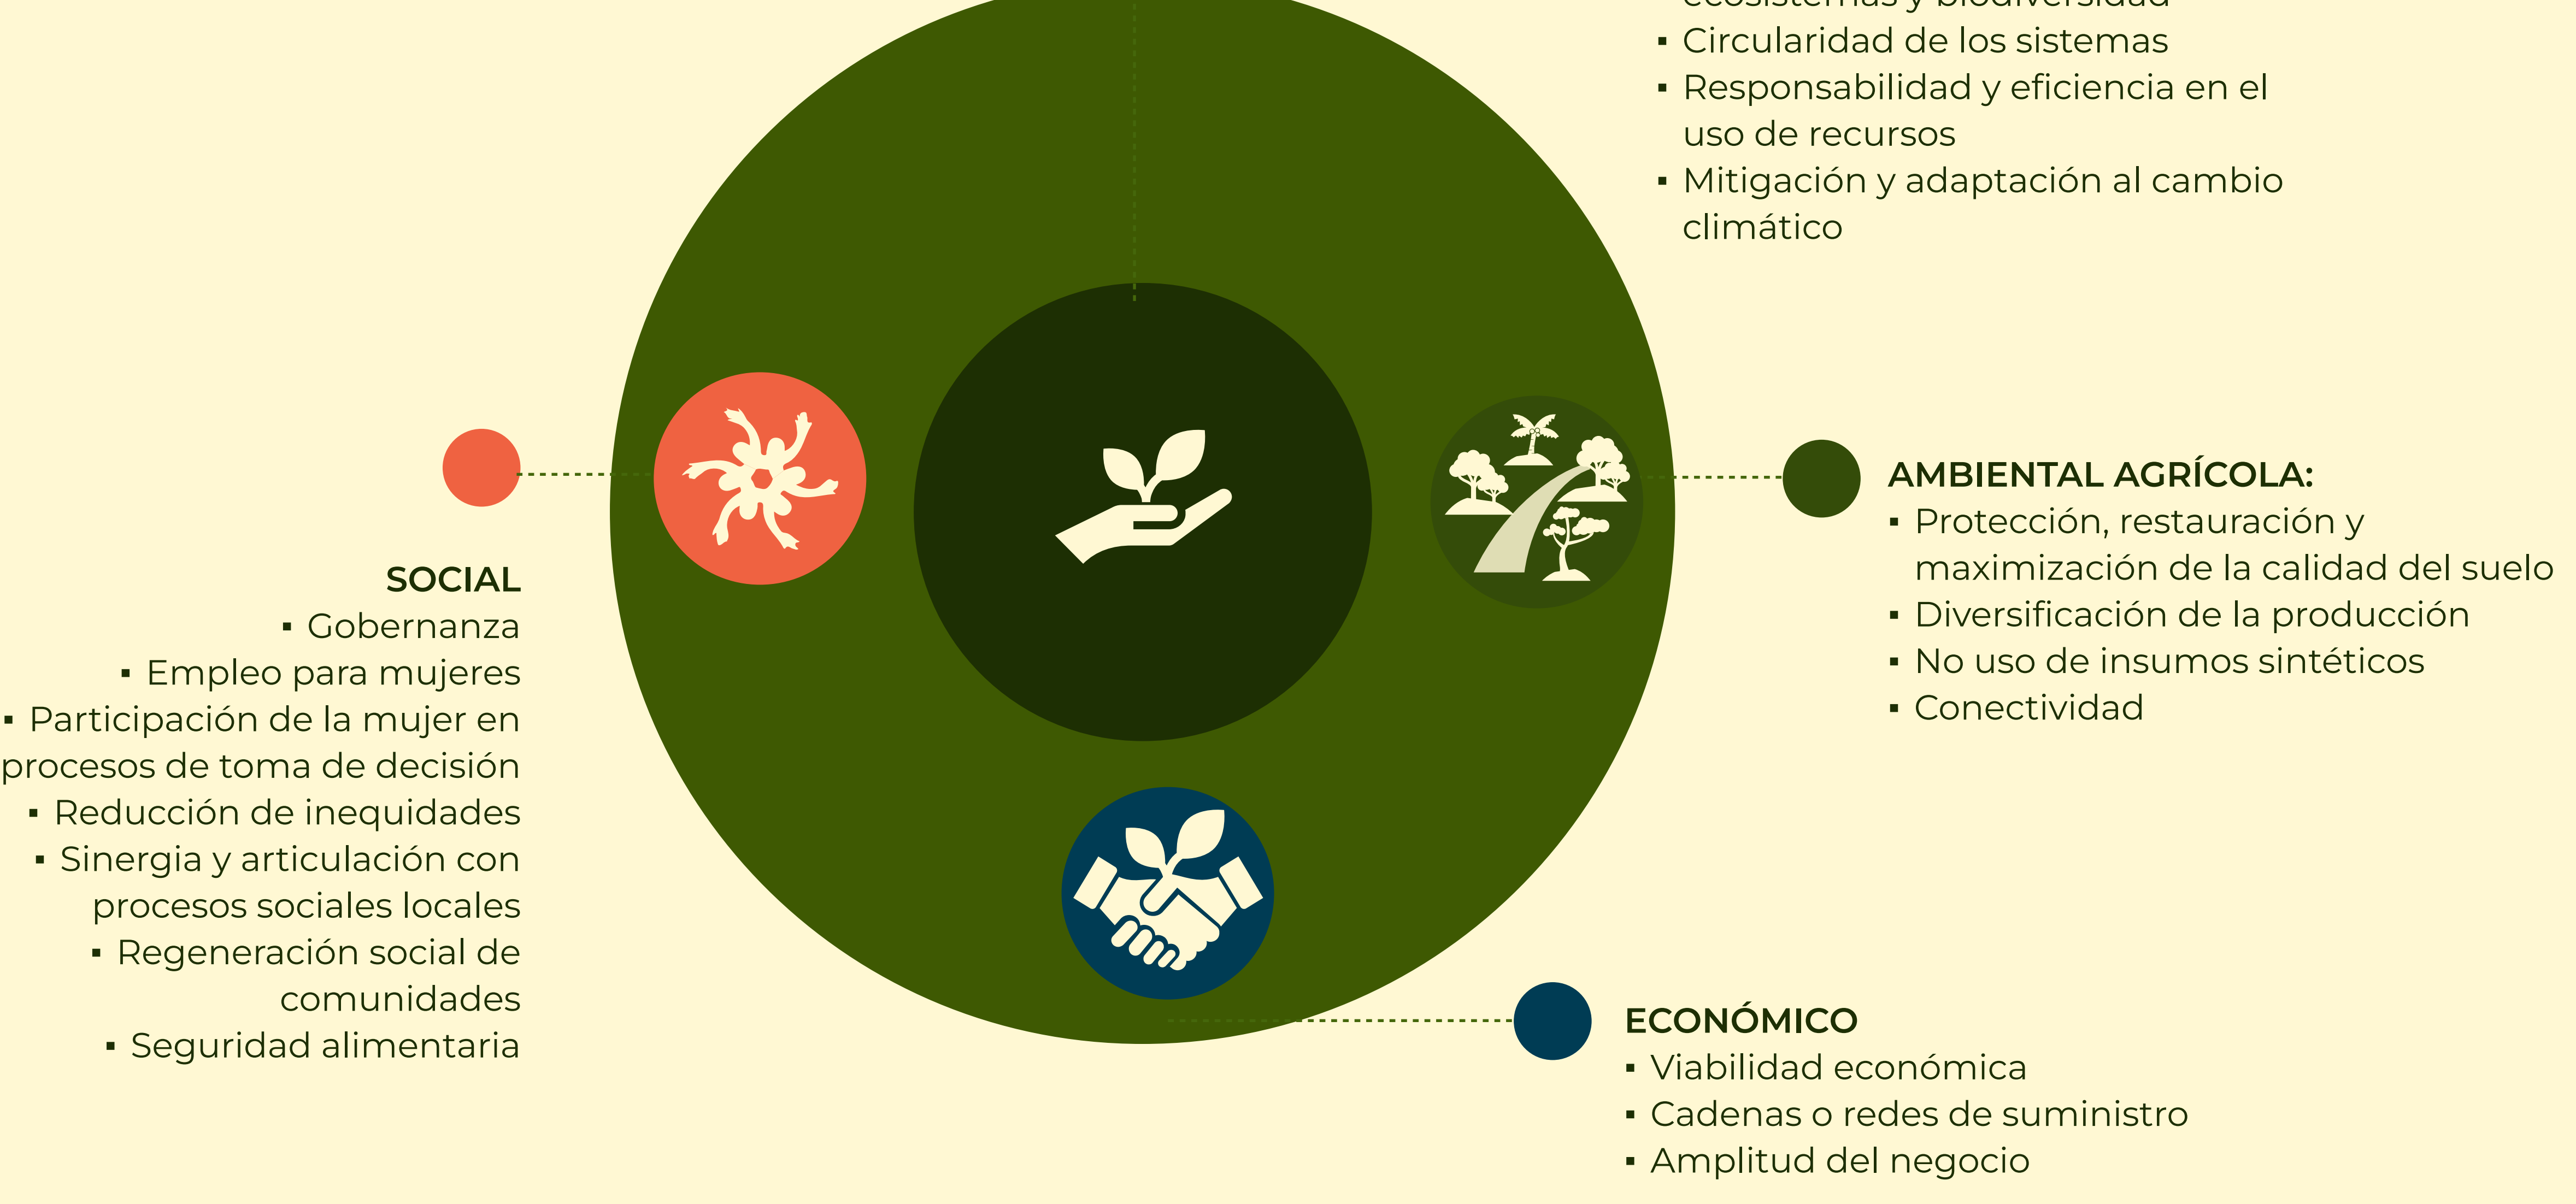 ecosistemas y biodiversidad
▪ Circularidad de los sistemas
▪ Responsabilidad y eficiencia en el
uso de recursos
▪ Mitigación y adaptación al cambio
climático
AMBIENTAL AGRÍCOLA:
▪ Protección, restauración y
maximización de la calidad del suelo
▪ Diversificación de la producción
▪ No uso de insumos sintéticos
▪ Conectividad
SOCIAL
▪ Gobernanza
▪ Empleo para mujeres
▪ Participación de la mujer en
procesos de toma de decisión
▪ Reducción de inequidades
▪ Sinergia y articulación con
procesos sociales locales
▪ Regeneración social de
comunidades
▪ Seguridad alimentaria
ECONÓMICO
▪ Viabilidad económica
▪ Cadenas o redes de suministro
▪ Amplitud del negocio